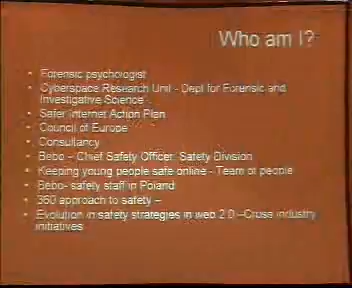 Who am I?
• Forensic psychologist
• Cyberspace Research Unit - Dept for Forensic and
Investigative Science
• Safer Internet Action Plan
• Council of Europe
• Consultancy
• Bebo – Chief Safety Officer, Safety Division
• Keeping young people safe online - Team of people
• Bebo- safety staff in Poland
• 360 approach to safety –
• Evolution in safety strategies in web 2.0 –Cross industry
initiatives